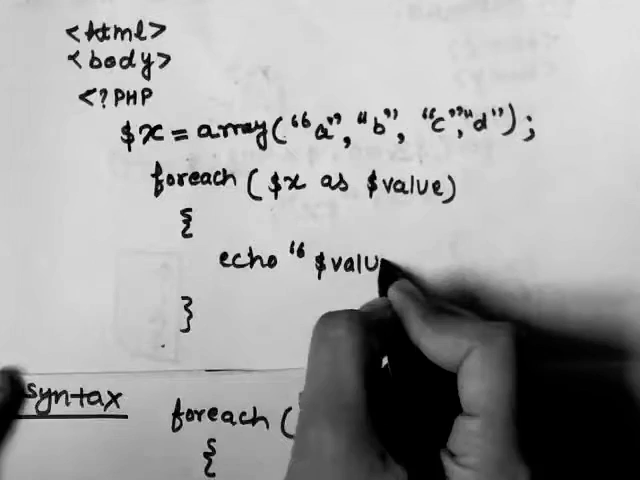 <html>
<body>
<?PHP
$x = array("a", "b", "c", "d");
foreach ($x as $value)
{
echo "$valu
}
syntax
foreach (
{